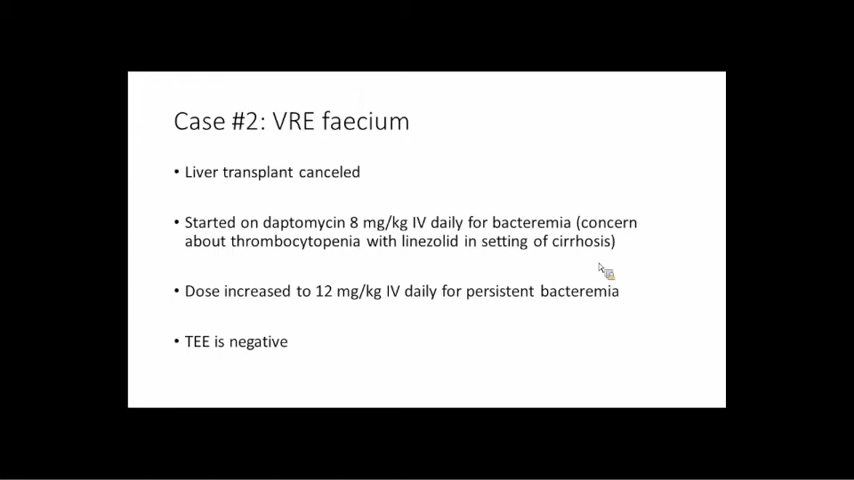 Case #2: VRE faecium
• Liver transplant canceled
• Started on daptomycin 8 mg/kg IV daily for bacteremia (concern
about thrombocytopenia with linezolid in setting of cirrhosis)
• Dose increased to 12 mg/kg IV daily for persistent bacteremia
• TEE is negative